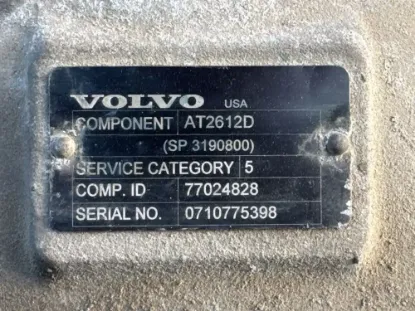 VOLVO USA
COMPONENT AT2612D
(SP 3190800)
SERVICE CATEGORY 5
COMP. ID 77024828
SERIAL NO. 0710775398